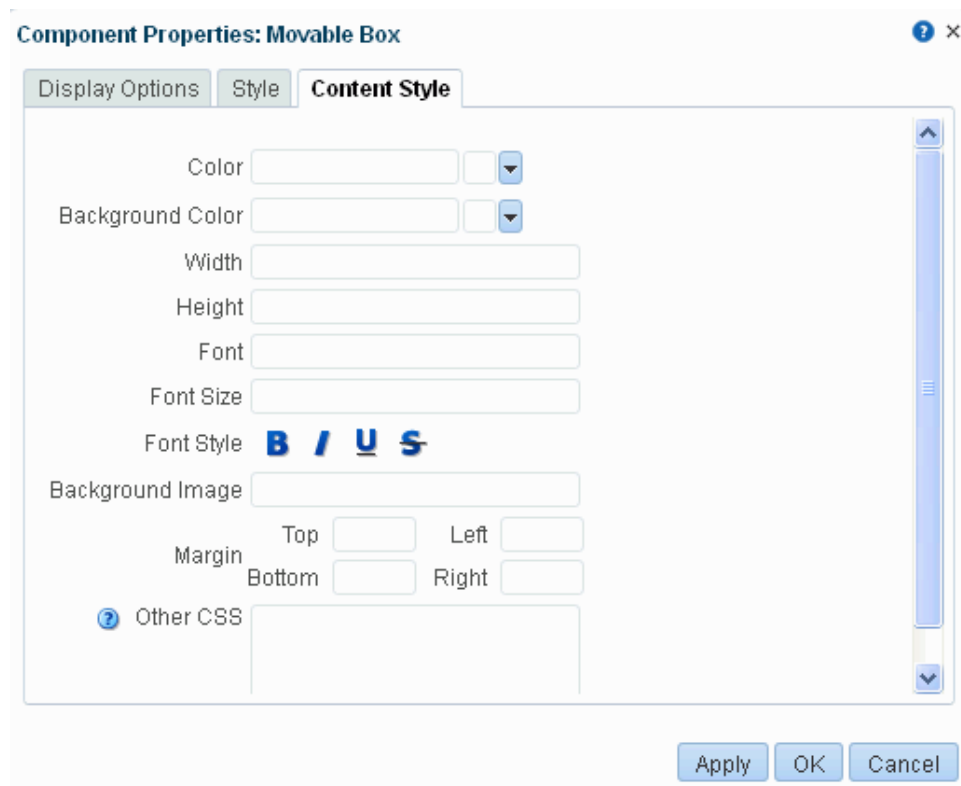 Component Properties: Movable Box
Display Options Style Content Style
Color
Background Color
Width
Height
Font
Font Size
Font Style B I U S
Background Image
Margin
Top Left
Bottom Right
Other CSS
Apply OK Cancel